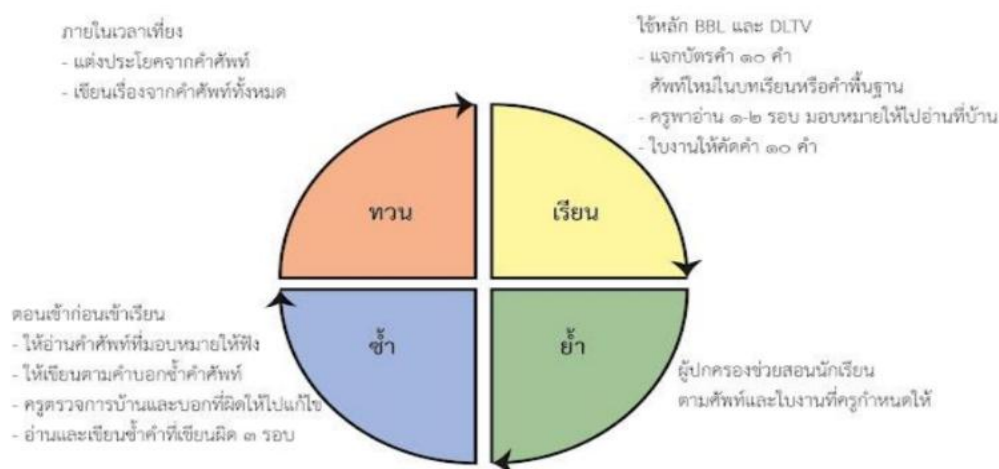 ภายในเวลาเที่ยง
- แต่งประโยคจากคำศัพท์
- เขียนเรื่องจากคำศัพท์ทั้งหมด
ใช้หลัก BBL และ DLTV
- แจกบัตรคำ ๑๐ คำ
ศัพท์ใหม่ในบทเรียนหรือคำพื้นฐาน
- ครูพาอ่าน ๑-๒ รอบ มอบหมายให้ไปอ่านที่บ้าน
- ใบงานให้คัดคำ ๑๐ คำ
ทวน
เรียน
ซ้ำ
ย้ำ
ตอนเช้าก่อนเข้าเรียน
- ให้อ่านคำศัพท์ที่มอบหมายให้ฟัง
- ให้เขียนตามคำบอกซ้ำคำศัพท์
- ครูตรวจการบ้านและบอกที่ผิดให้ไปแก้ไข
- อ่านและเขียนซ้ำคำที่เขียนผิด ๓ รอบ
ผู้ปกครองช่วยสอนนักเรียน
ตามศัพท์และใบงานที่ครูกำหนดให้